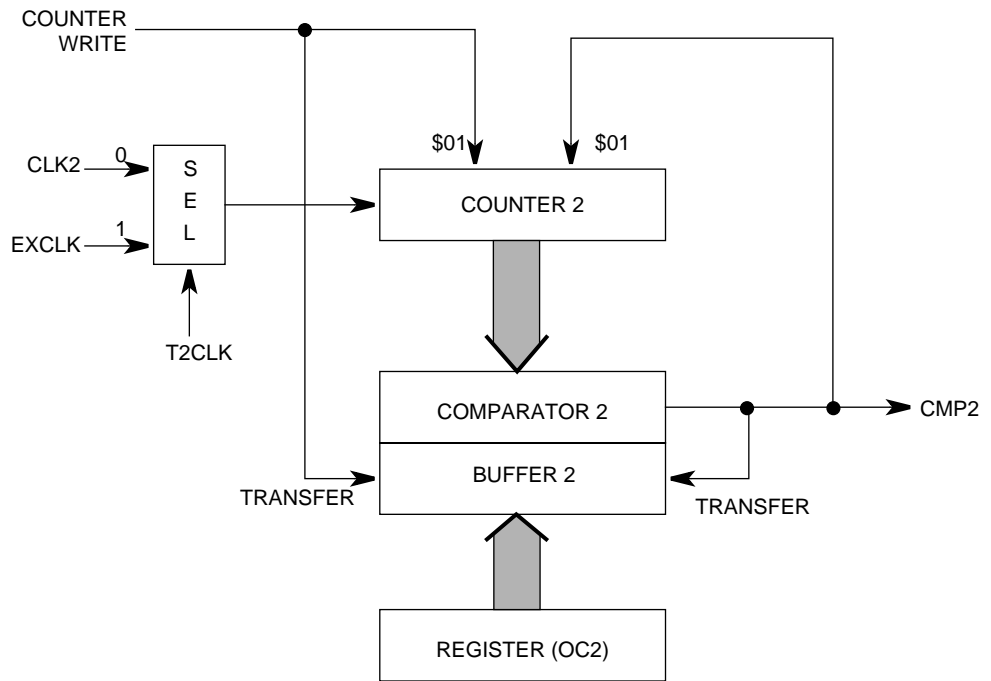 COUNTER
WRITE
$01
$01
CLK2
0
S
E
L
COUNTER 2
EXCLK
1
T2CLK
COMPARATOR 2
CMP2
BUFFER 2
TRANSFER
TRANSFER
REGISTER (OC2)